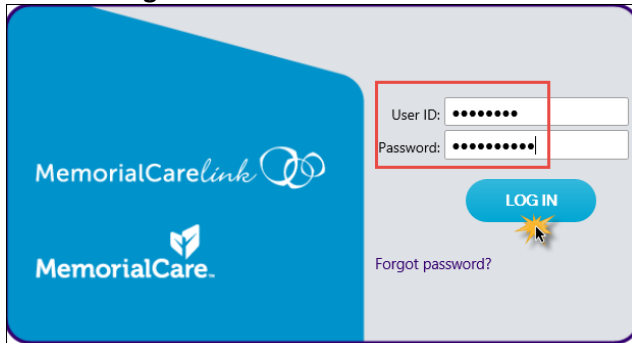 User ID: ••••••••
Password: ••••••••••
MemorialCarelink
LOG IN
MemorialCare
Forgot password?